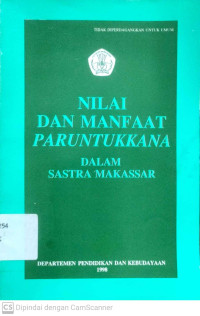 TIDAK DIPERDAGANGKAN UNTUK UMUM
NILAI
DAN MANFAAT
PARUNTUKKANA
DALAM
SASTRA MAKASSAR
DEPARTEMEN PENDIDIKAN DAN KEBUDAYAAN
1998
CS Dipindai dengan CamScanner